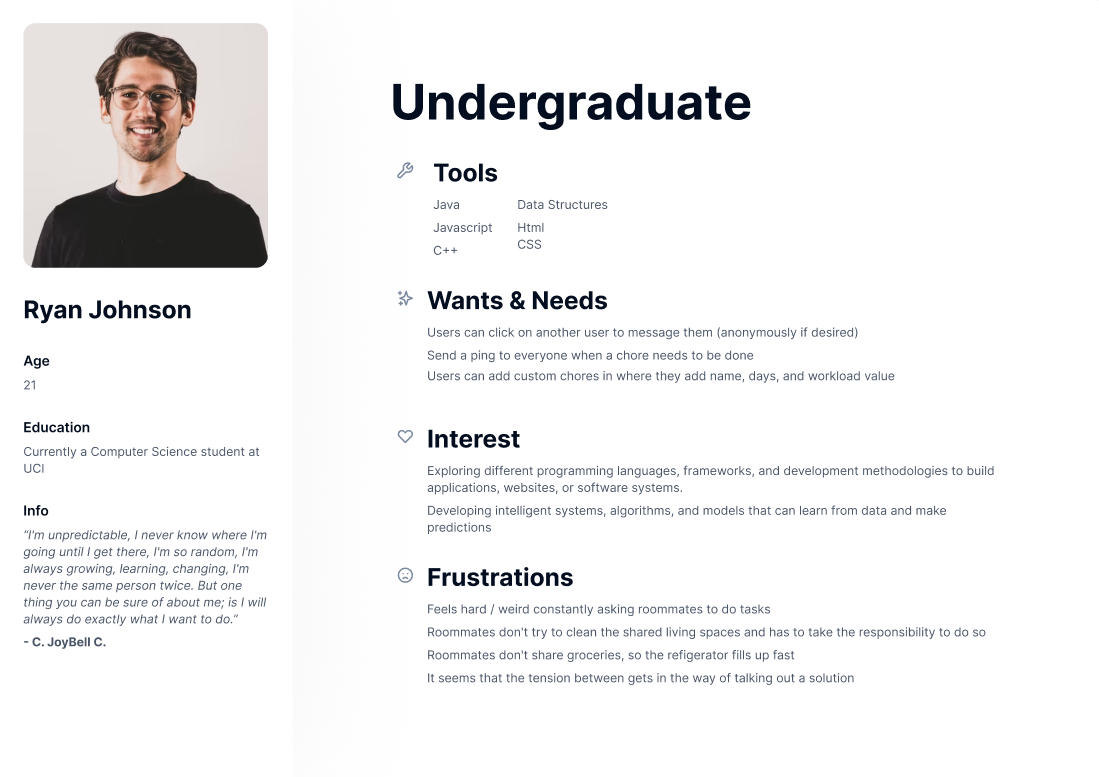 Ryan Johnson
Age
21
Education
Currently a Computer Science student at
UCI
Info
“I'm unpredictable, I never know where I'm
going until I get there, I'm so random, I'm
always growing, learning, changing, I'm
never the same person twice. But one
thing you can be sure of about me; is I will
always do exactly what I want to do.”
- C. JoyBell C.
Undergraduate
Tools
Java
Javascript
C++
Data Structures
Html
CSS
Wants & Needs
Users can click on another user to message them (anonymously if desired)
Send a ping to everyone when a chore needs to be done
Users can add custom chores in where they add name, days, and workload value
Interest
Exploring different programming languages, frameworks, and development methodologies to build
applications, websites, or software systems.
Developing intelligent systems, algorithms, and models that can learn from data and make
predictions
Frustrations
Feels hard / weird constantly asking roommates to do tasks
Roommates don't try to clean the shared living spaces and has to take the responsibility to do so
Roommates don't share groceries, so the refigerator fills up fast
It seems that the tension between gets in the way of talking out a solution